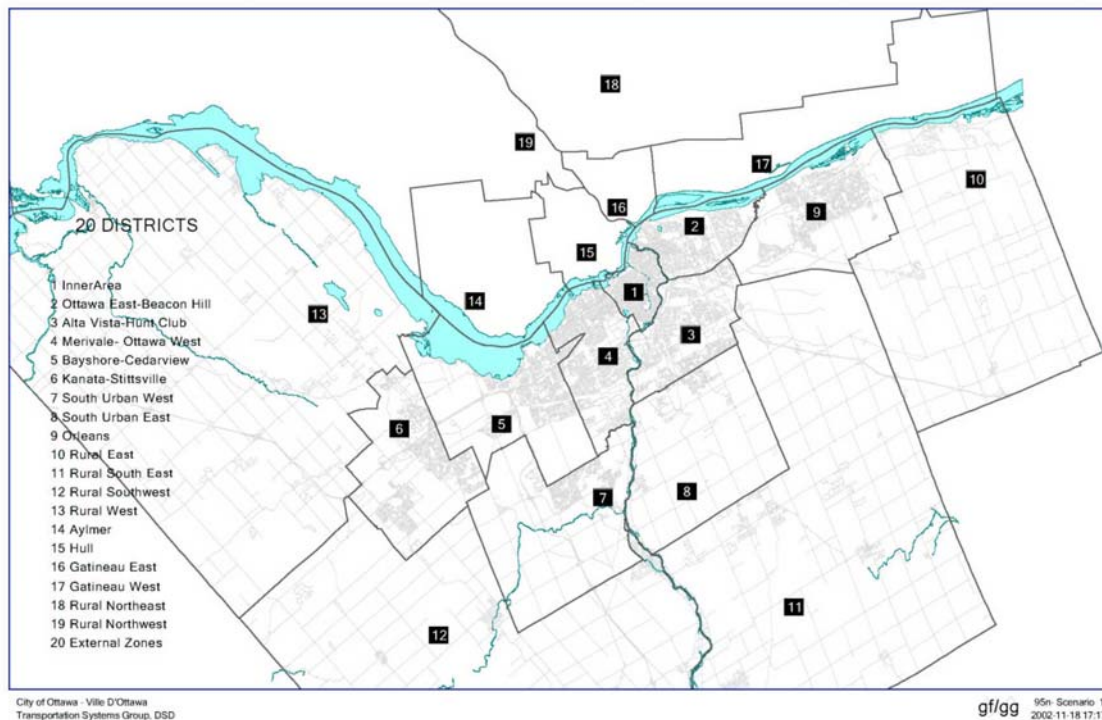 18
19
17
10
16
9
2
20 DISTRICTS
15
1 InnerArea
2 Ottawa East-Beacon Hill
3 Alta Vista-Hunt Club
4 Merivale- Ottawa West
5 Bayshore-Cedarview
6 Kanata-Stittsville
7 South Urban West
8 South Urban East
9 Orleans
10 Rural East
11 Rural South East
12 Rural Southwest
13 Rural West
14 Aylmer
15 Hull
16 Gatineau East
17 Gatineau West
18 Rural Northeast
19 Rural Northwest
20 External Zones
1
14
13
3
4
5
6
8
7
11
12
City of Ottawa - Ville D'Ottawa
Transportation Systems Group, DSD
gf/gg
95n- Scenario
2002-11-18